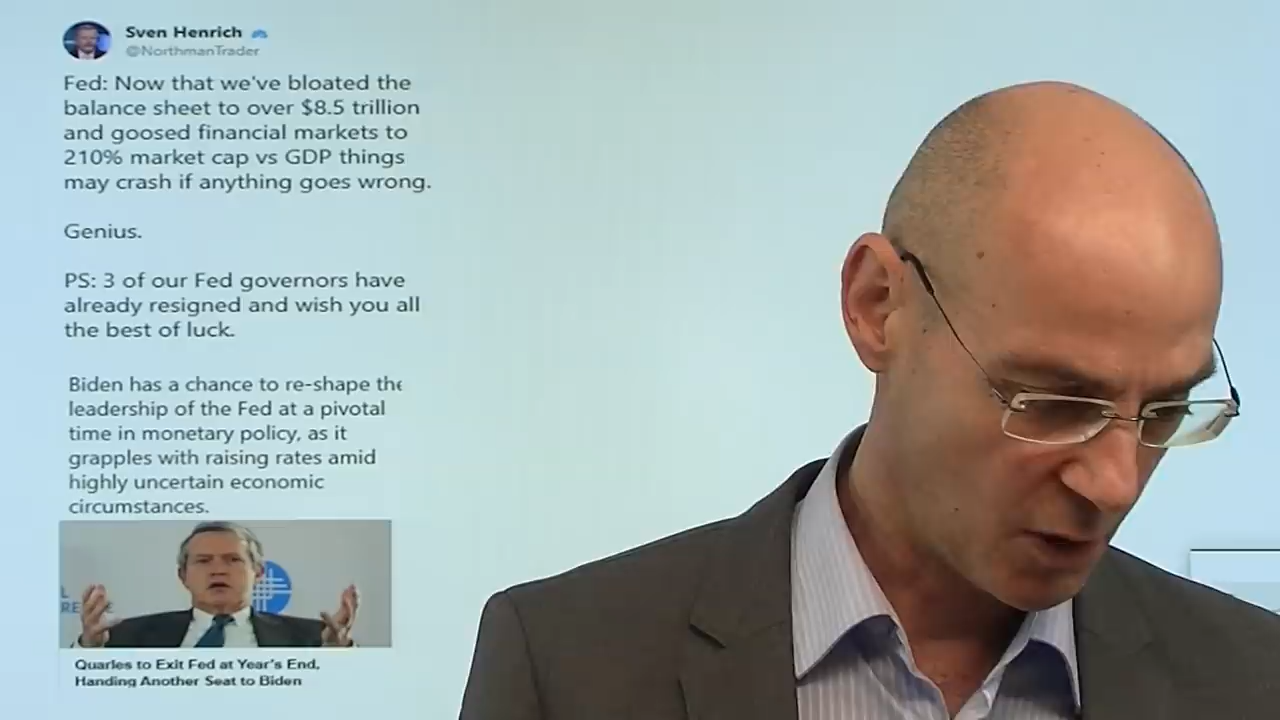 Sven Henrich
@NorthmanTrader
Fed: Now that we've bloated the
balance sheet to over $8.5 trillion
and goosed financial markets to
210% market cap vs GDP things
may crash if anything goes wrong.
Genius.
PS: 3 of our Fed governors have
already resigned and wish you all
the best of luck.
Biden has a chance to re-shape the
leadership of the Fed at a pivotal
time in monetary policy, as it
grapples with raising rates amid
highly uncertain economic
circumstances.
Quarles to Exit Fed at Year's End,
Handing Another Seat to Biden